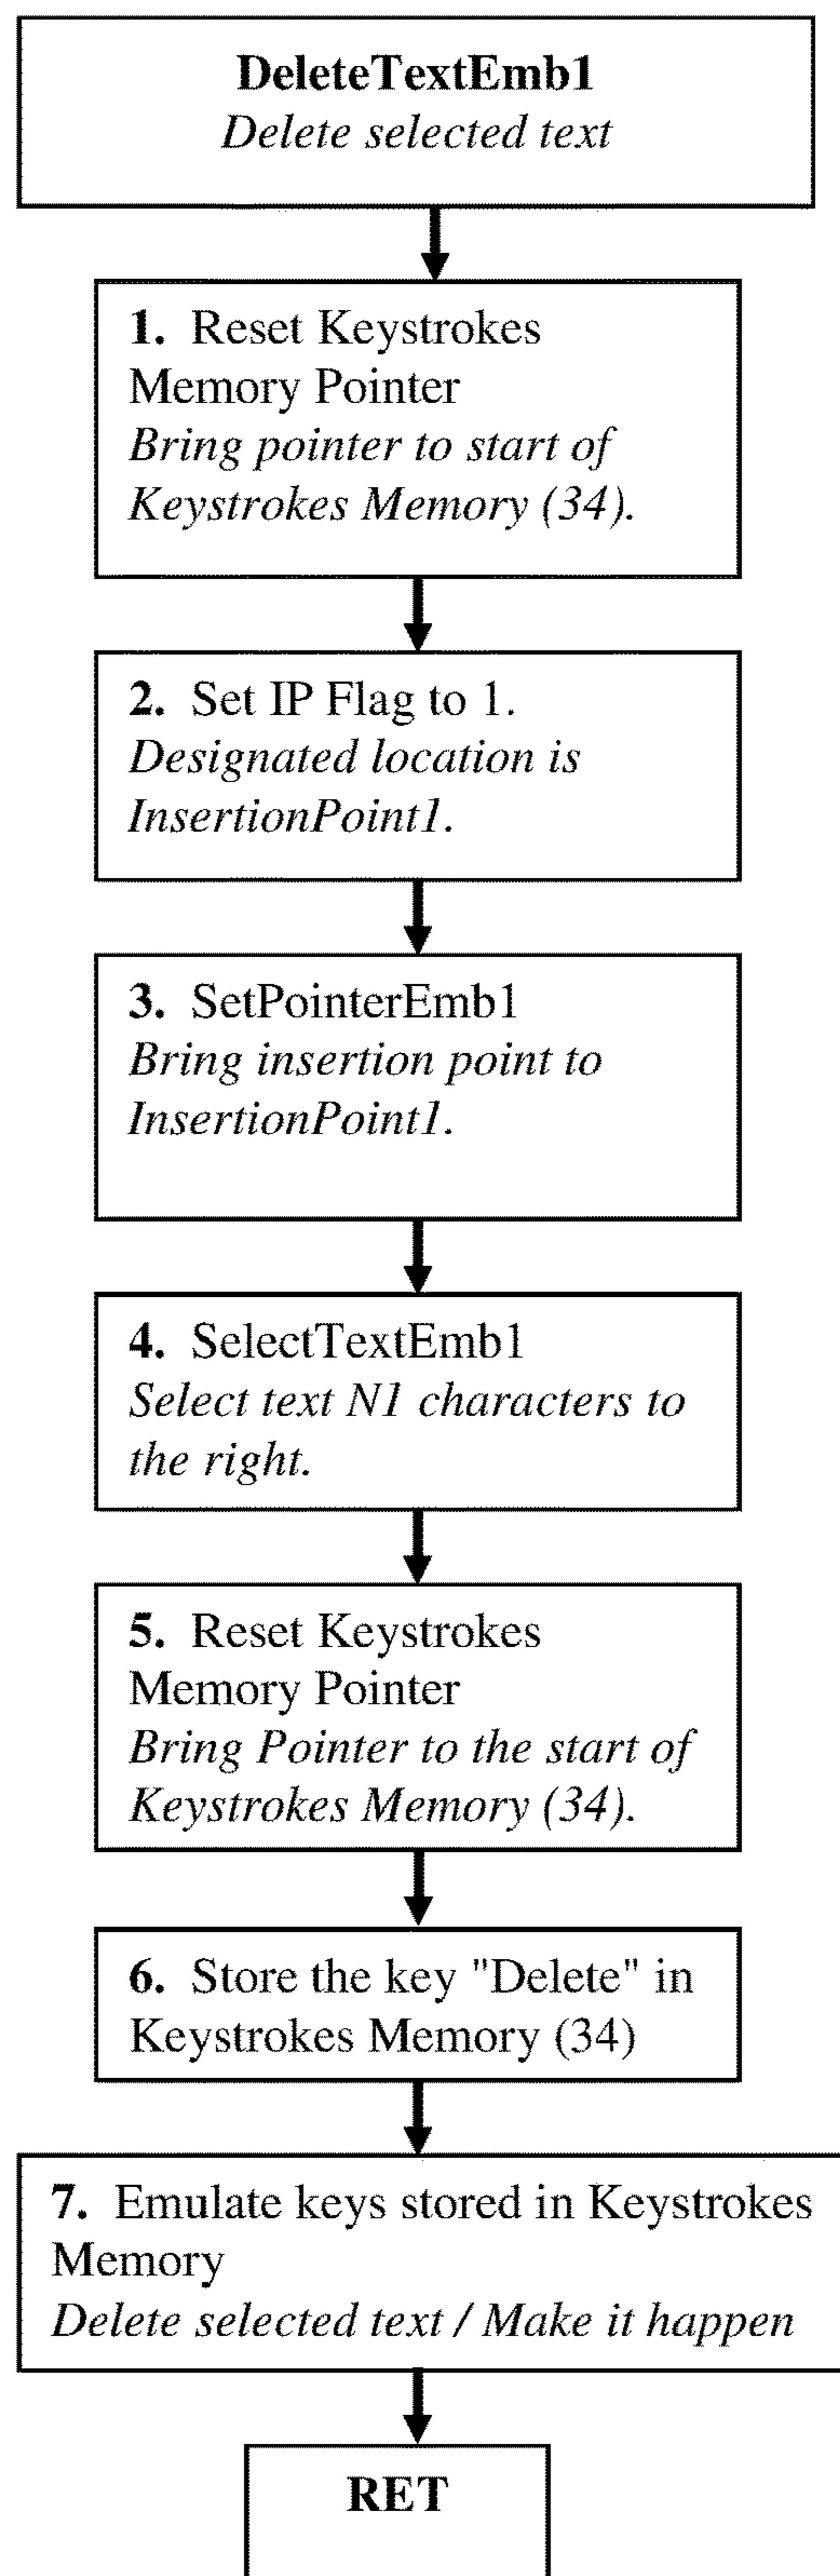 DeleteTextEmb1
Delete selected text
1. Reset Keystrokes
Memory Pointer
Bring pointer to start of
Keystrokes Memory (34).
2. Set IP Flag to 1.
Designated location is
InsertionPoint1.
3. SetPointerEmb1
Bring insertion point to
InsertionPoint1.
4. SelectTextEmb1
Select text N1 characters to
the right.
5. Reset Keystrokes
Memory Pointer
Bring Pointer to the start of
Keystrokes Memory (34).
6. Store the key "Delete" in
Keystrokes Memory (34)
7. Emulate keys stored in Keystrokes
Memory
Delete selected text / Make it happen
RET